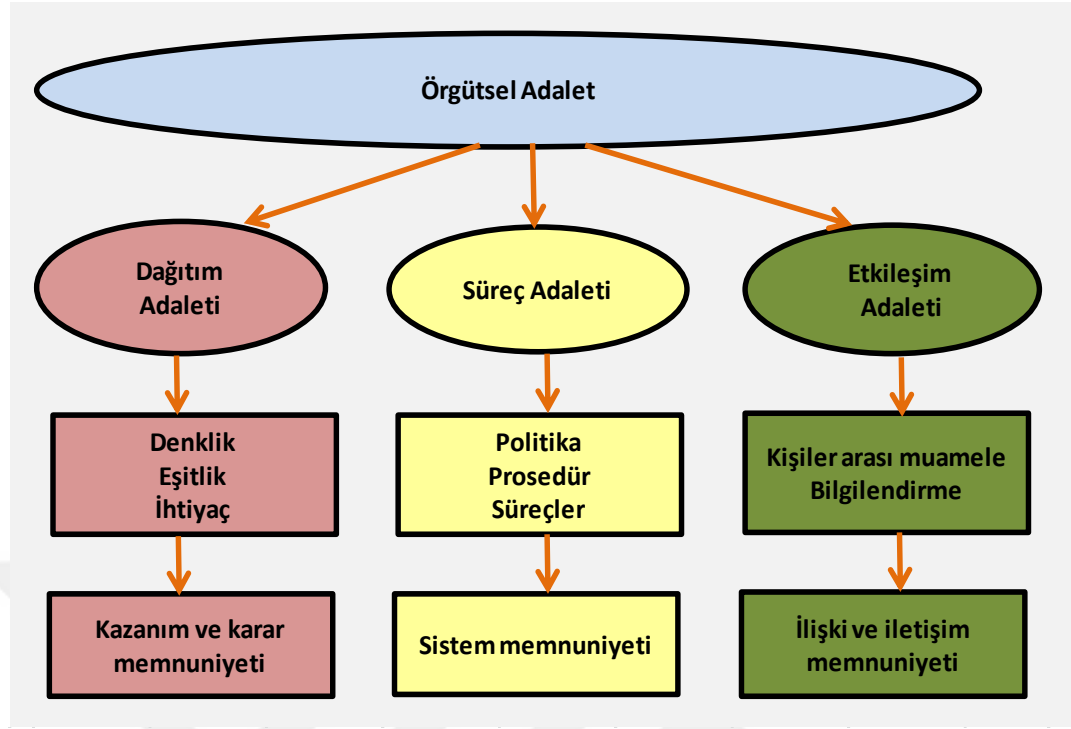 Örgütsel Adalet
Dağıtım
Adaleti
Süreç Adaleti
Etkileşim
Adaleti
Denklik
Eşitlik
İhtiyaç
Politika
Prosedür
Süreçler
Kişiler arası muamele
Bilgilendirme
Kazanım ve karar
memnuniyeti
Sistem memnuniyeti
İlişki ve iletişim
memnuniyeti